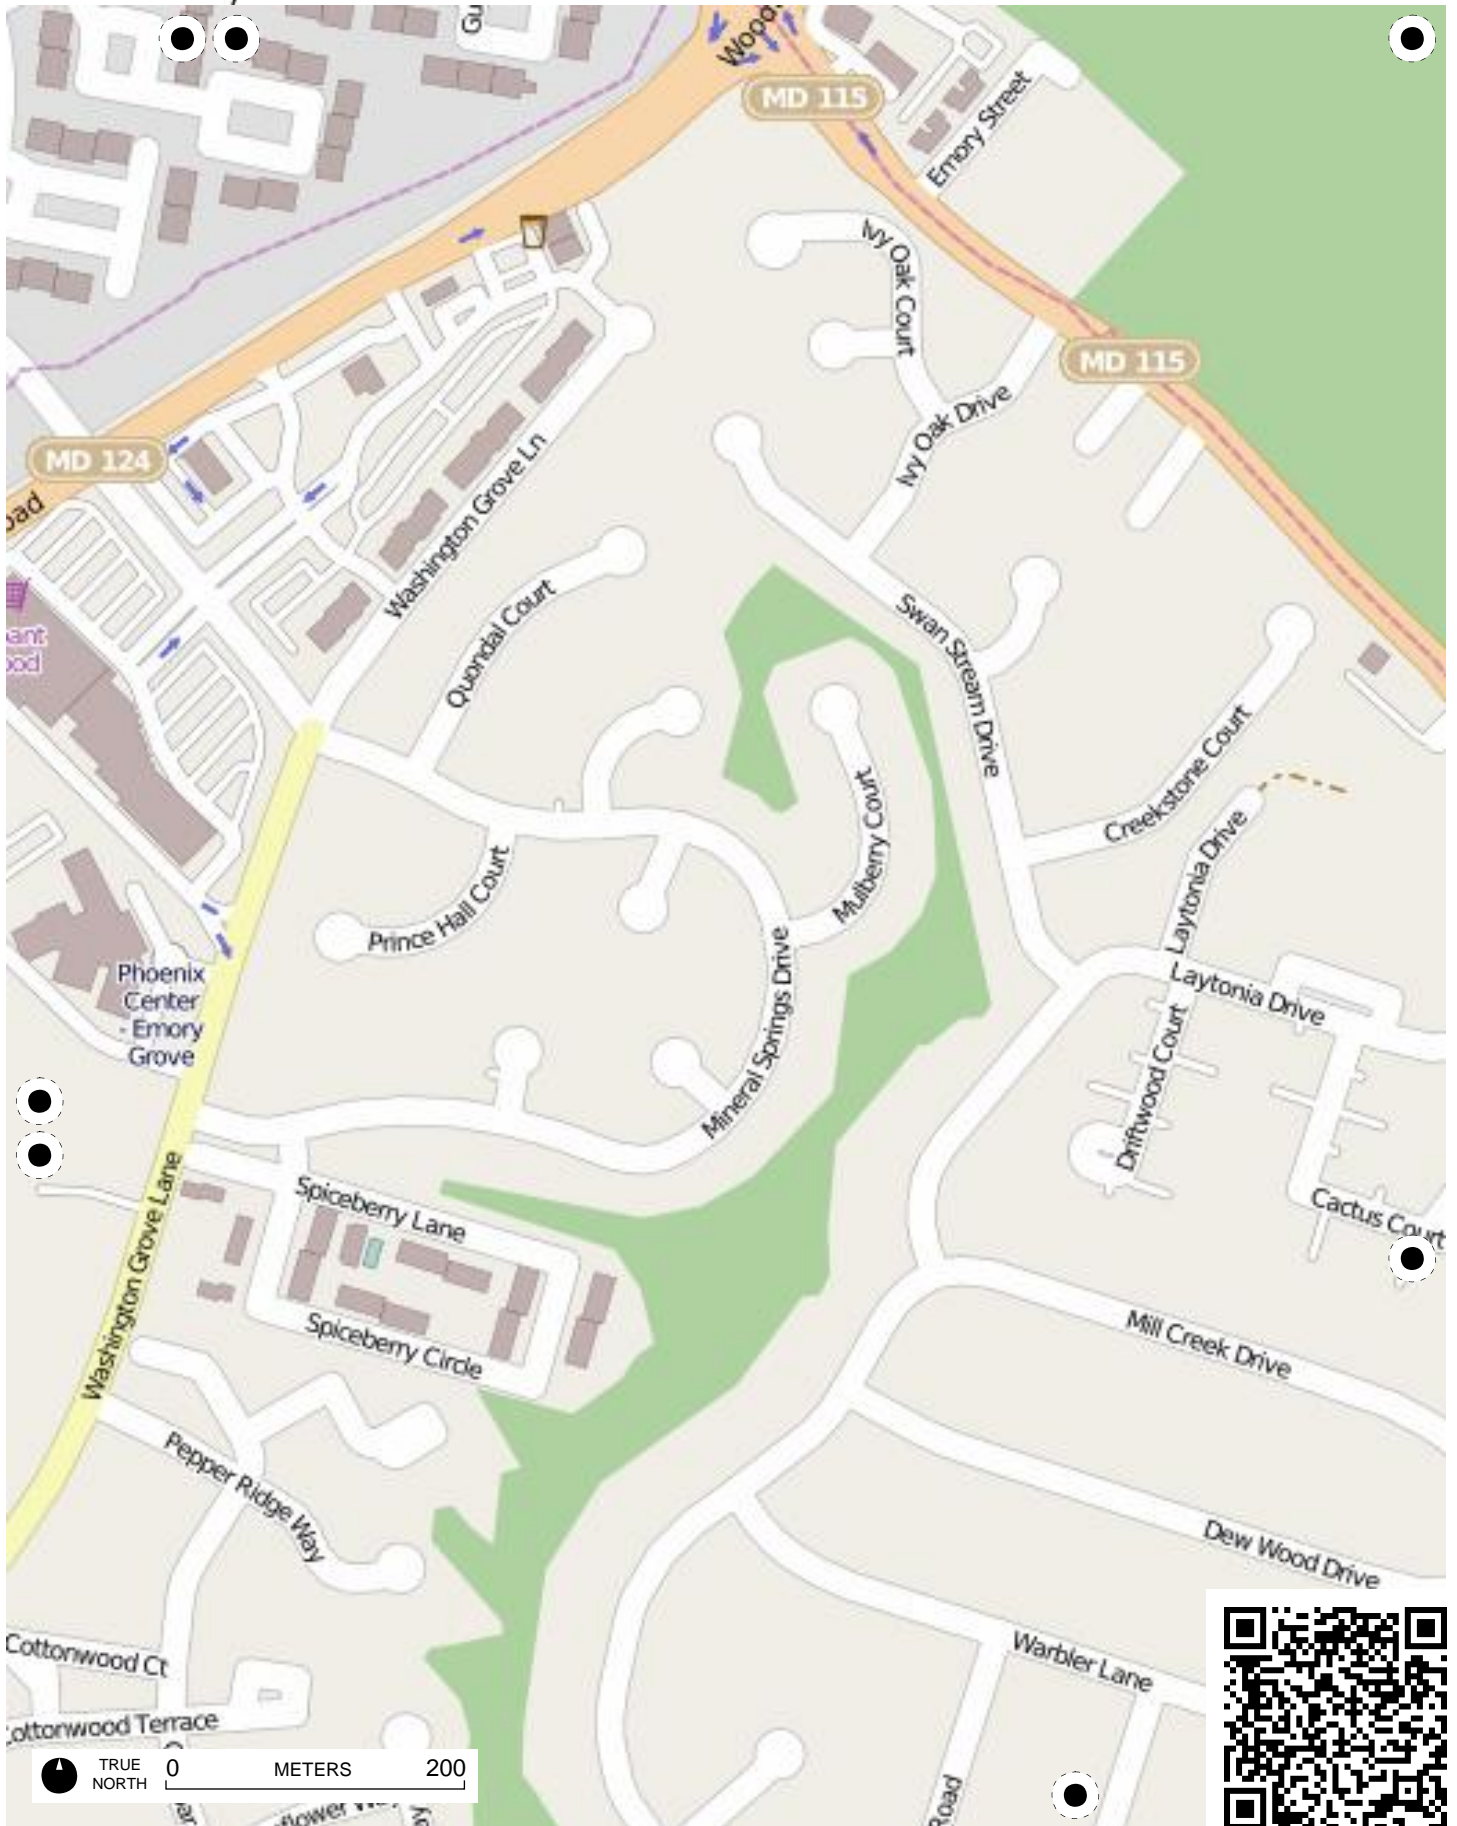 MD 115
Emory Street
Ivy Oak Court
MD 115
Ivy Oak Drive
MD 124
Washington Grove Ln
Quondal Court
Swan Stream Drive
Creekstone Court
Mulberry Court
Laytonia Drive
Prince Hall Court
Laytonia Drive
Phoenix
Center
- Emory
Grove
Mineral Springs Drive
Driftwood Court
Washington Grove Lane
Spiceberry Lane
Cactus Court
Spiceberry Circle
Mill Creek Drive
Pepper Ridge Way
Dew Wood Drive
Cottonwood Ct
Warbler Lane
ottonwood Terrace
TRUE
NORTH
0 METERS 200
Road